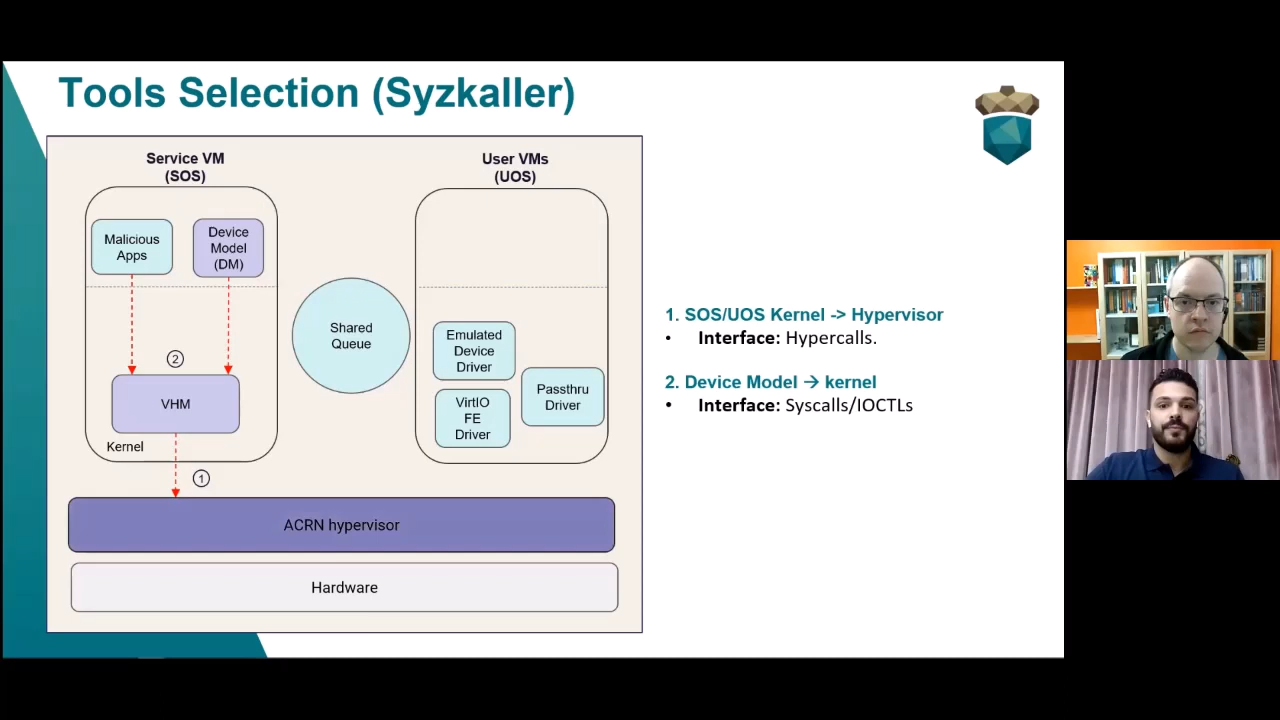 Tools Selection (Syzkaller)
Service VM
(SOS)
User VMs
(UOS)
Malicious
Apps
Device
Model
(DM)
Shared
Queue
Emulated
Device
Driver
Passthru
Driver
VirtIO
FE
Driver
2
VHM
Kernel
1
ACRN hypervisor
Hardware
1. SOS/UOS Kernel -> Hypervisor
• Interface: Hypercalls.
2. Device Model → kernel
• Interface: Syscalls/IOCTLs